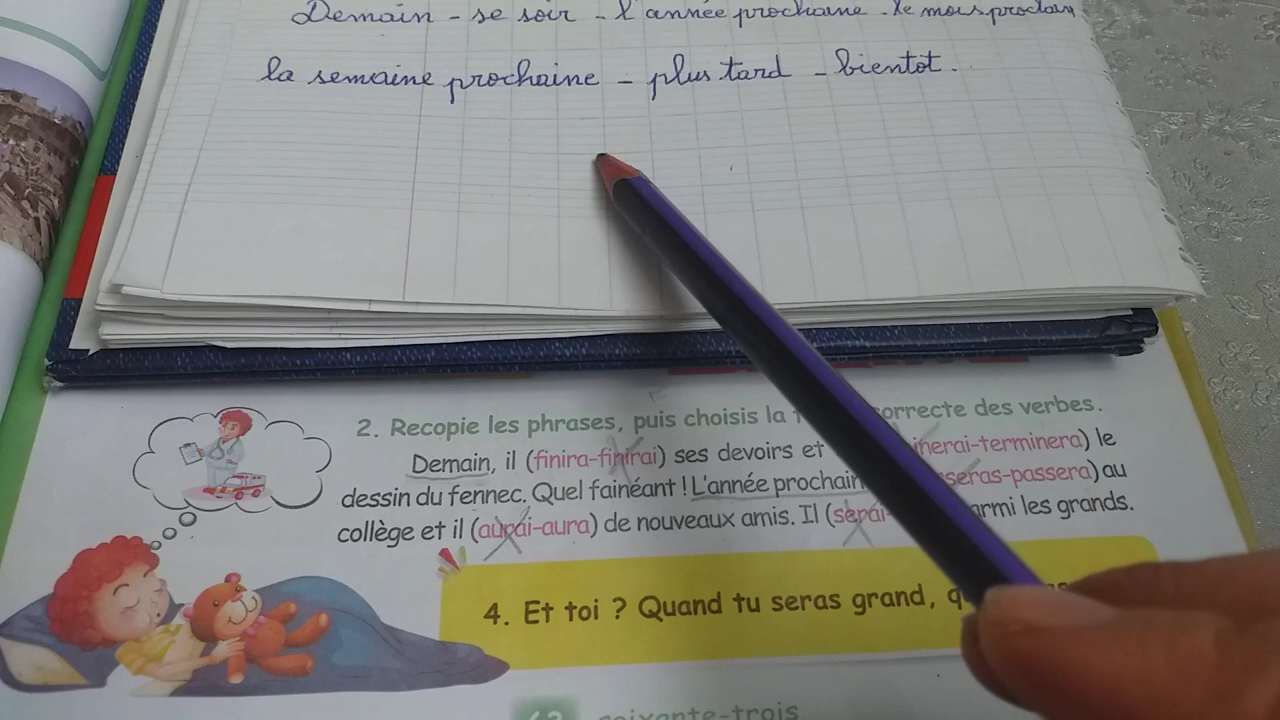 Demain - se soir - l'année prochaine - le mois prochain
la semaine prochaine - plus tard - bientôt.
2. Recopie les phrases, puis choisis la correcte des verbes.
Demain, il (finira-finirai) ses devoirs et -terminera) le
dessin du fennec. Quel fainéant ! L'année -passera) au
collège et il (aurai-aura) de nouveaux amis. Il (serai- les grands.
4. Et toi ? Quand tu seras grand,
soixante-trois